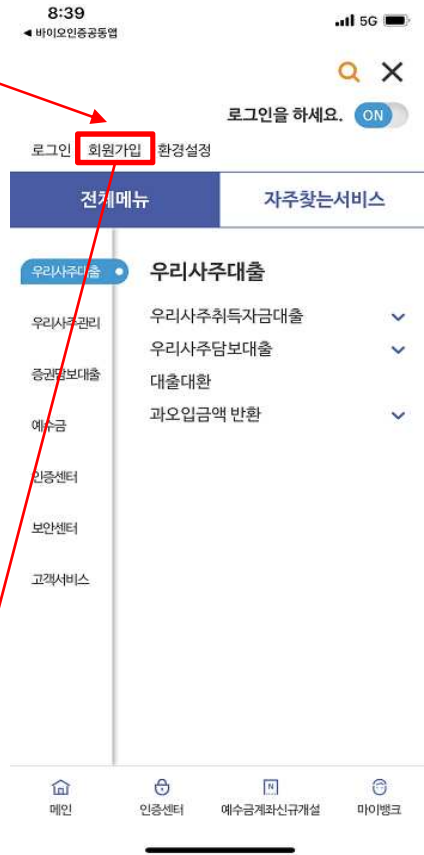 8:39
5G
◀ 바이오인증공동앱
로그인을 하세요. ON
로그인 회원가입 환경설정
전체메뉴 자주찾는서비스
우리사주대출
우리사주관리
증권담보대출
예수금
인증센터
보안센터
고객서비스
우리사주대출
우리사주취득자금대출
우리사주담보대출
대출대환
과오입금액 반환
N
메인 인증센터 예수금계좌신규개설 마이뱅크